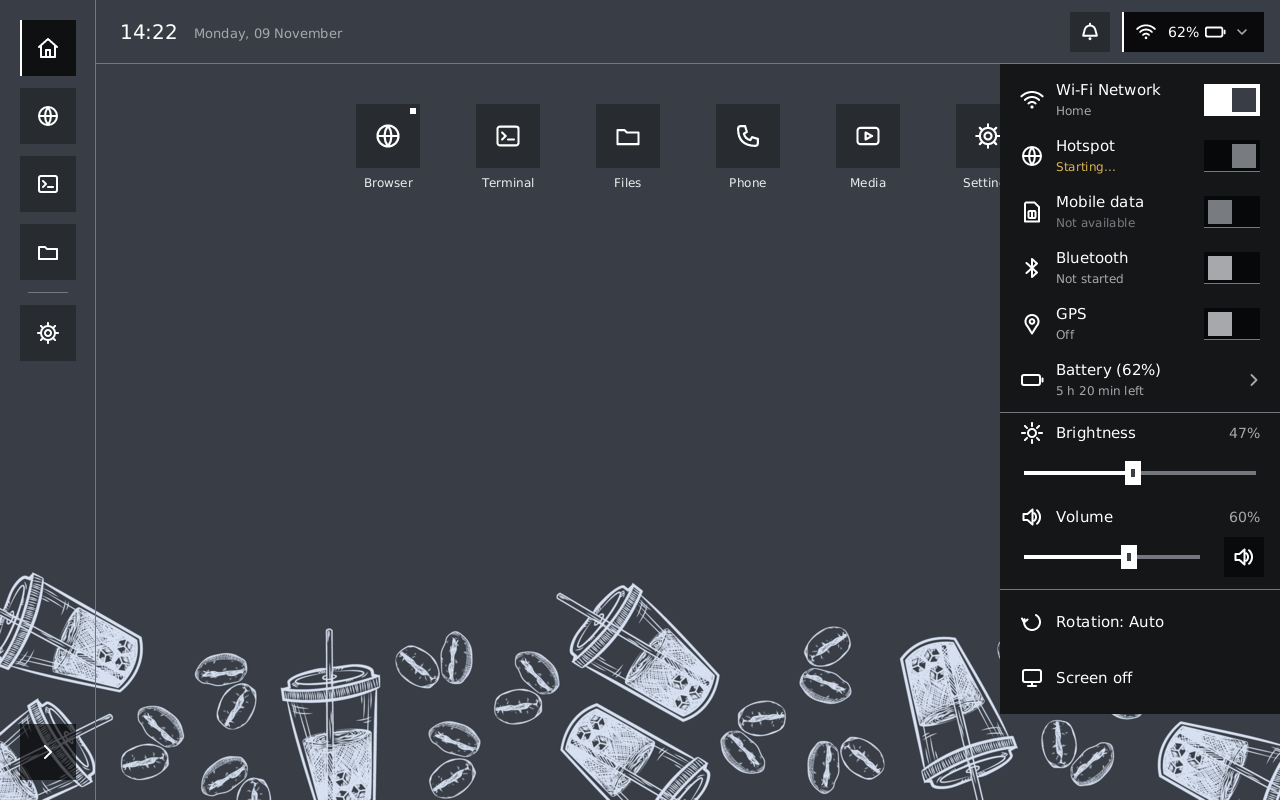 14:22 Monday, 09 November
62%
Browser Terminal Files Phone Media
Wi-Fi Network
Home
Hotspot
Starting...
Mobile data
Not available
Bluetooth
Not started
GPS
Off
Battery (62%)
5 h 20 min left
Brightness 47%
Volume 60%
Rotation: Auto
Screen off